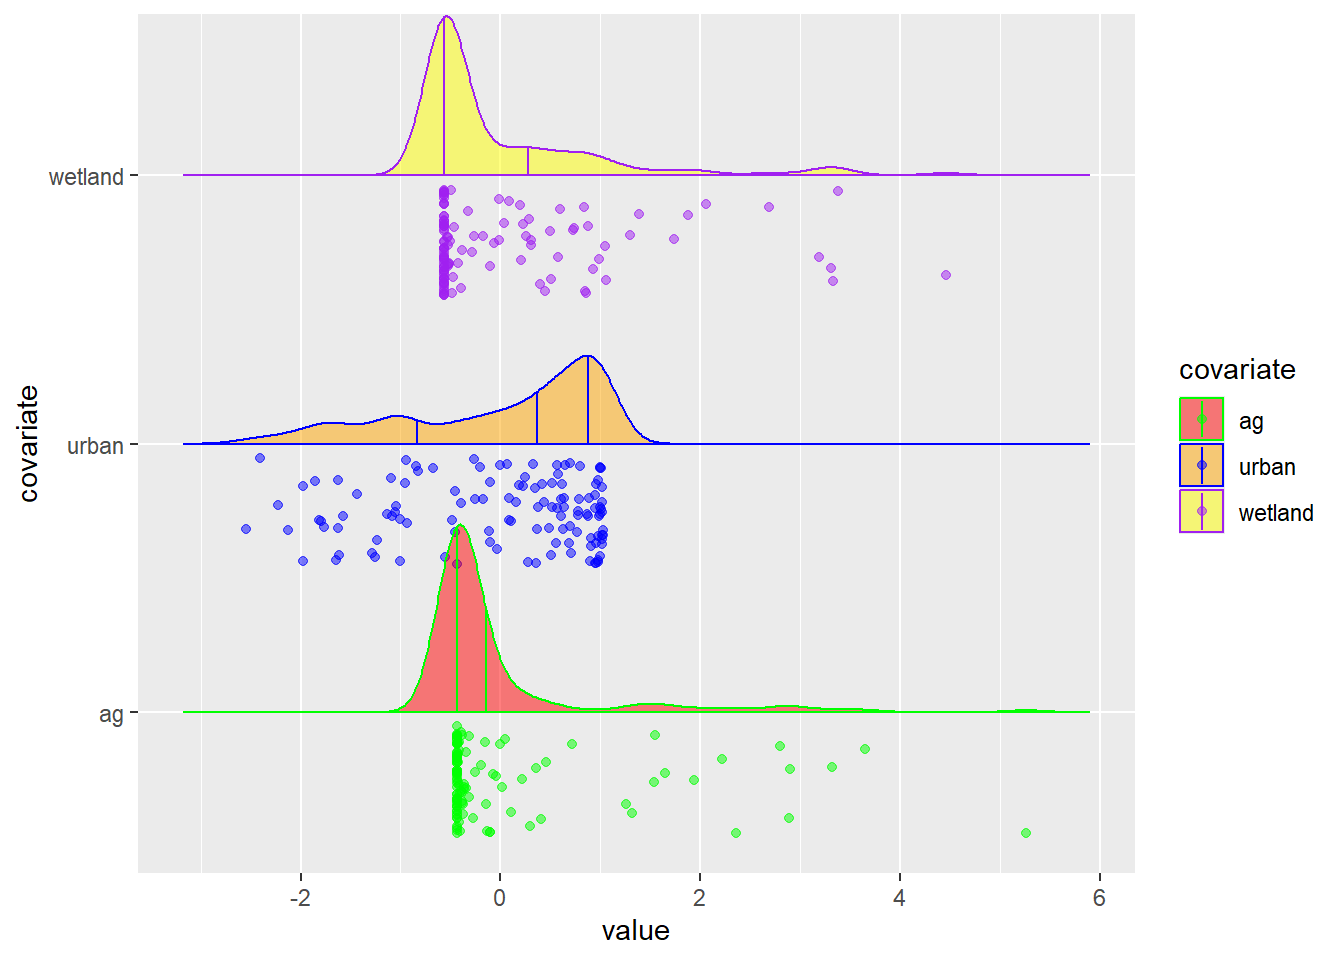 wetland
urban
ag
covariate
-2 0 2 4 6
value
covariate
ag
urban
wetland